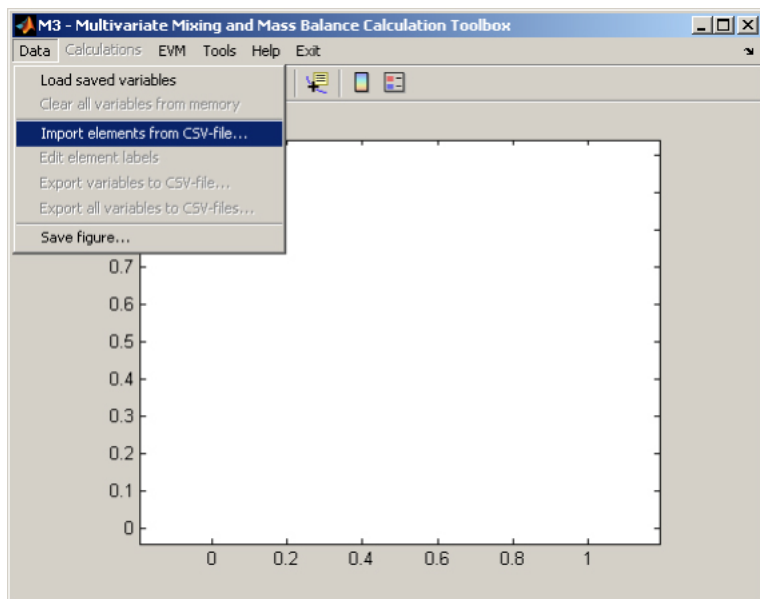 M3 - Multivariate Mixing and Mass Balance Calculation Toolbox
Data Calculations EVM Tools Help Exit
Load saved variables
Clear all variables from memory
Import elements from CSV-file...
Edit element labels
Export variables to CSV-file...
Export all variables to CSV-files...
Save figure...
0.7
0.6
0.5
0.4
0.3
0.2
0.1
0
0 0.2 0.4 0.6 0.8 1